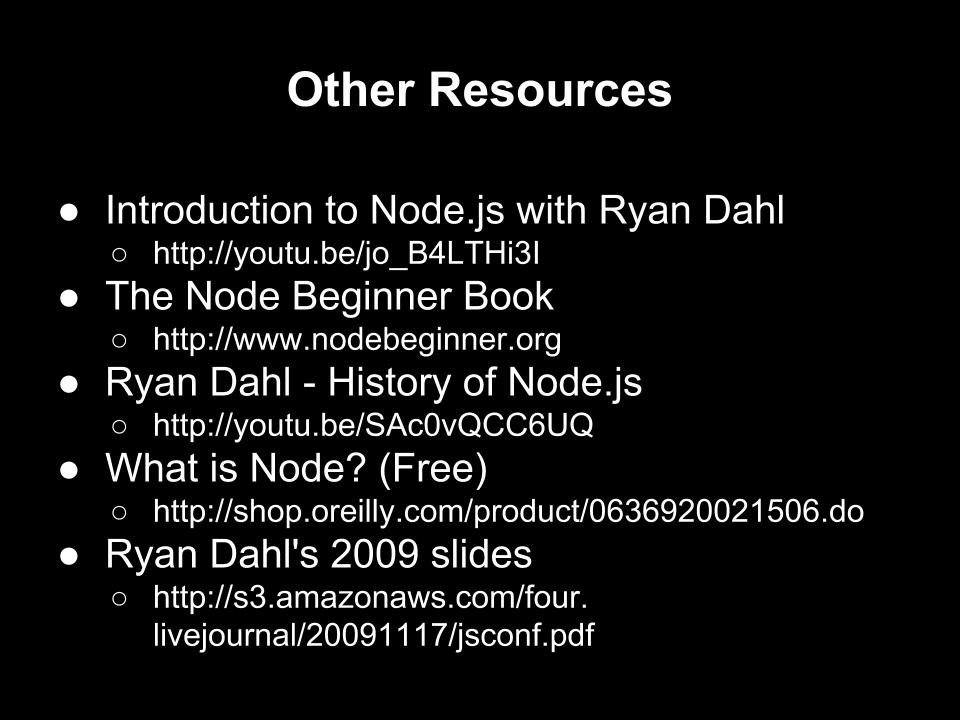 Other Resources
● Introduction to Node.js with Ryan Dahl
○ http://youtu.be/jo_B4LTHi3I
● The Node Beginner Book
○ http://www.nodebeginner.org
● Ryan Dahl - History of Node.js
○ http://youtu.be/SAc0vQCC6UQ
● What is Node? (Free)
○ http://shop.oreilly.com/product/0636920021506.do
● Ryan Dahl's 2009 slides
○ http://s3.amazonaws.com/four.
livejournal/20091117/jsconf.pdf